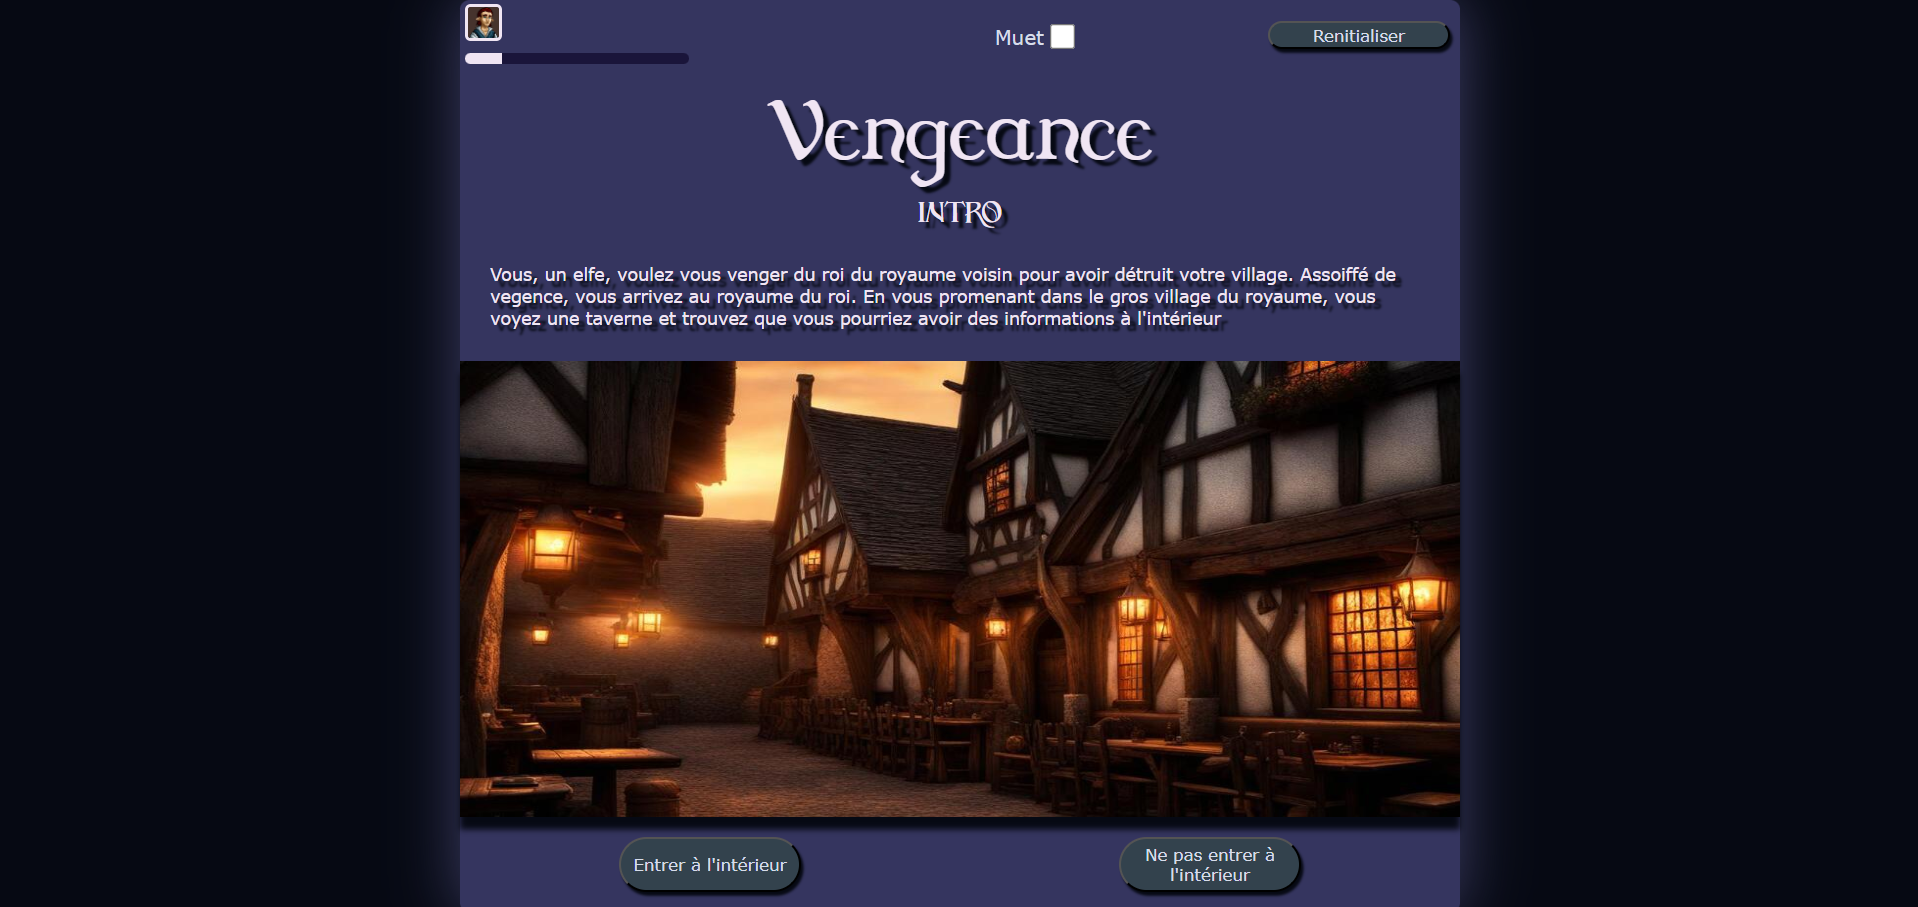 Muet
Renitialiser
Vengeance
INTRO
Vous, un elfe, voulez vous venger du roi du royaume voisin pour avoir détruit votre village. Assoiffé de
vegence, vous arrivez au royaume du roi. En vous promenant dans le gros village du royaume, vous
voyez une taverne et trouvez que vous pourriez avoir des informations à l'intérieur
Entrer à l'intérieur
Ne pas entrer à
l'intérieur